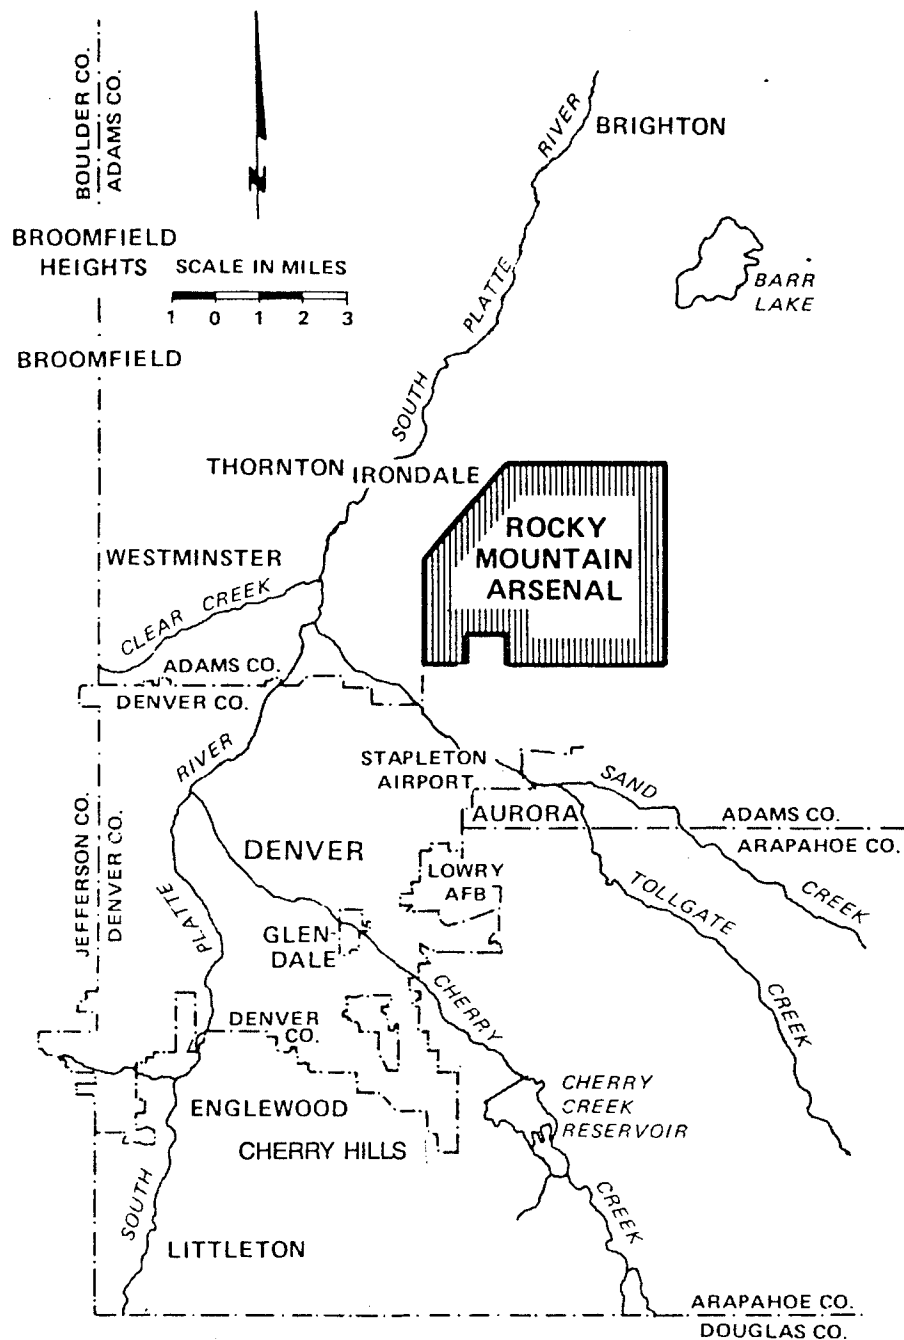 BOULDER CO.
ADAMS CO.
RIVER
BRIGHTON
N
BROOMFIELD
HEIGHTS
SCALE IN MILES
1 0 1 2 3
PLATTE
BARR
LAKE
BROOMFIELD
SOUTH
THORNTON
IRONDALE
ROCKY
MOUNTAIN
ARSENAL
WESTMINSTER
CLEAR CREEK
ADAMS CO.
DENVER CO.
RIVER
STAPLETON
AIRPORT
SAND
AURORA
ADAMS CO.
ARAPAHOE CO.
JEFFERSON CO.
DENVER CO.
DENVER
LOWRY
AFB
TOLLGATE
CREEK
PLATTE
GLEN-
DALE
CHERRY
CREEK
DENVER
CO.
CHERRY
CREEK
RESERVOIR
ENGLEWOOD
CHERRY HILLS
SOUTH
CREEK
LITTLETON
ARAPAHOE CO.
DOUGLAS CO.